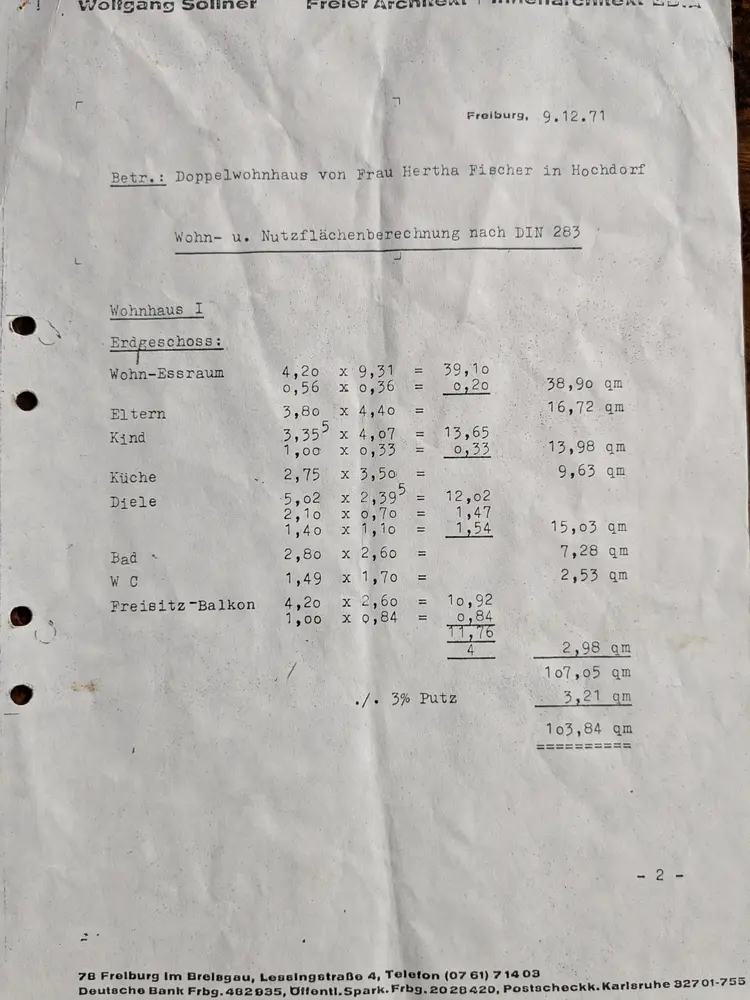 Wolfgang Söllner Freier Architekt
Freiburg, 9.12.71
Betr.: Doppelwohnhaus von Frau Hertha Fischer in Hochdorf
Wohn- u. Nutzflächenberechnung nach DIN 283
Wohnhaus I
Erdgeschoss:
Wohn-Essraum 4,20 x 9,31 = 39,10
0,56 x 0,36 = 0,20 38,90 qm
Eltern 3,80 x 4,40 = 16,72 qm
Kind 3,35⁵ x 4,07 = 13,65
1,00 x 0,33 = 0,33 13,98 qm
Küche 2,75 x 3,50 = 9,63 qm
Diele 5,02 x 2,39⁵ = 12,02
2,10 x 0,70 = 1,47
1,40 x 1,10 = 1,54 15,03 qm
Bad 2,80 x 2,60 = 7,28 qm
W C 1,49 x 1,70 = 2,53 qm
Freisitz-Balkon 4,20 x 2,60 = 10,92
1,00 x 0,84 = 0,84
11,76
4 2,98 qm
107,05 qm
./. 3% Putz 3,21 qm
103,84 qm
==========
- 2 -
78 Freiburg im Breisgau, Lessingstraße 4, Telefon (07 61) 7 14 03
Deutsche Bank Frbg. 482935, Öffentl. Spark. Frbg. 2028420, Postscheckk. Karlsruhe 32701-755